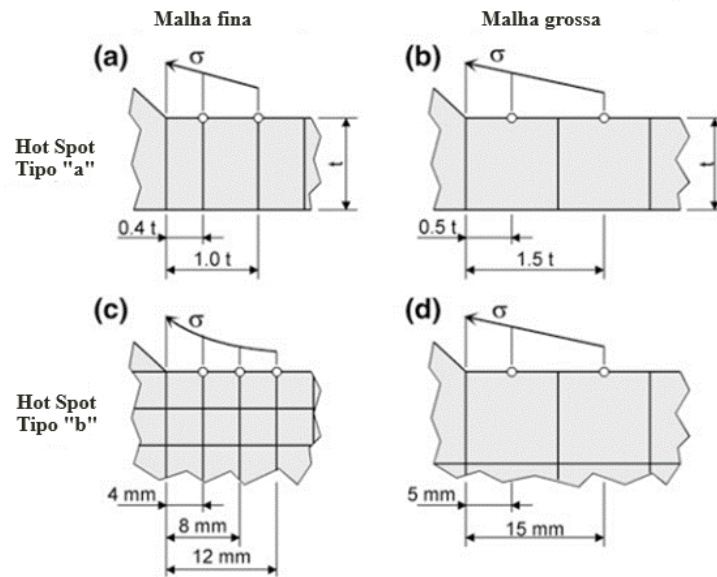 Malha fina
Malha grossa
(a)
σ
(b)
σ
Hot Spot
Tipo "a"
t
t
0.4 t
1.0 t
0.5 t
1.5 t
(c)
σ
(d)
σ
Hot Spot
Tipo "b"
4 mm
8 mm
12 mm
5 mm
15 mm